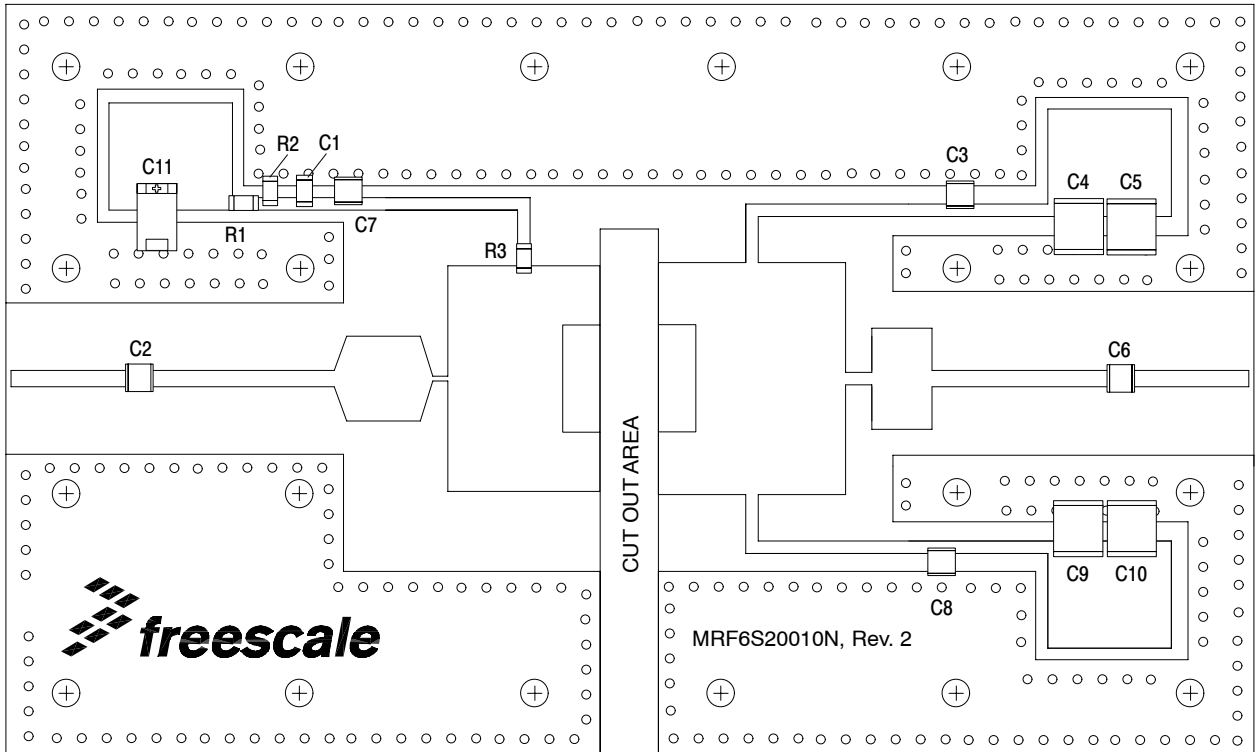 R2
C1
C11
C3
C4
C5
R1
C7
R3
C2
C6
CUT OUT AREA
C9
C10
C8
freescale
MRF6S20010N, Rev. 2